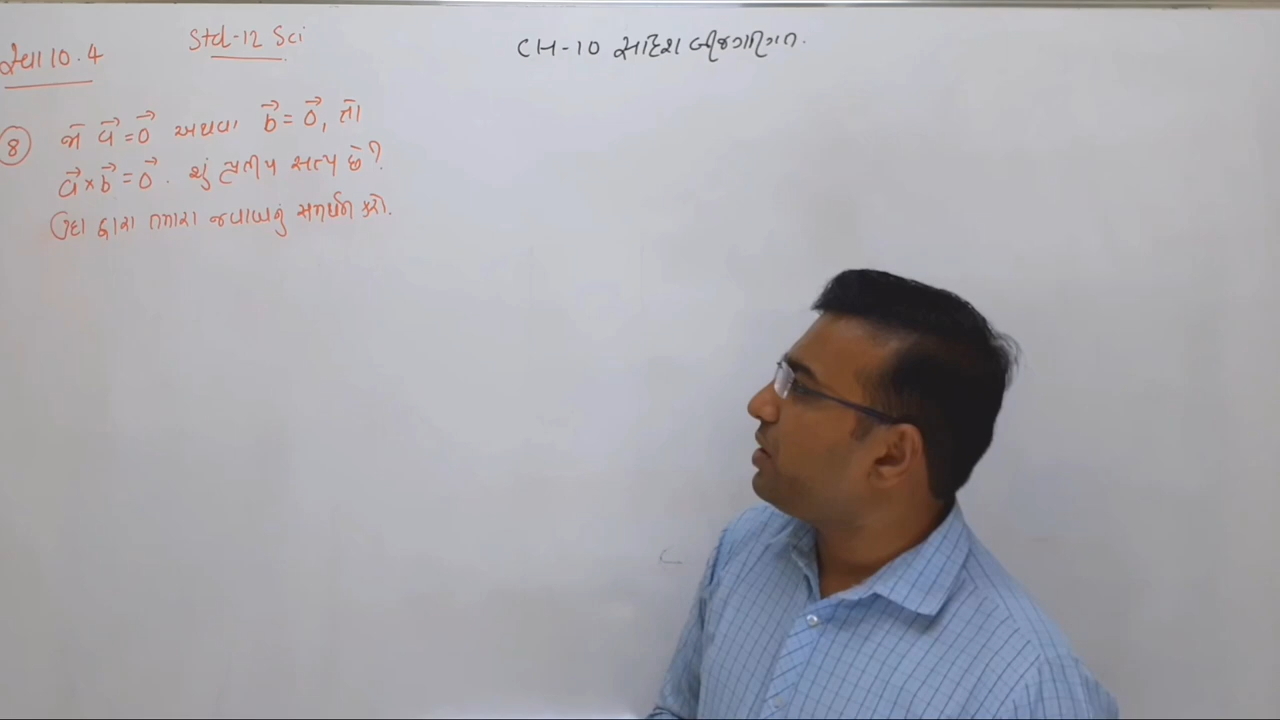 સ્વા 10.4
Std-12 Sci
CH-10 સદિશ બીજગણિત.
8 જો a⃗ = 0⃗ અથવા b⃗ = 0⃗, તો
a⃗ × b⃗ = 0⃗. શું પ્રતીપ સત્ય છે?
ઉદા દ્વારા તમારા જવાબનું સમર્થન કરો.